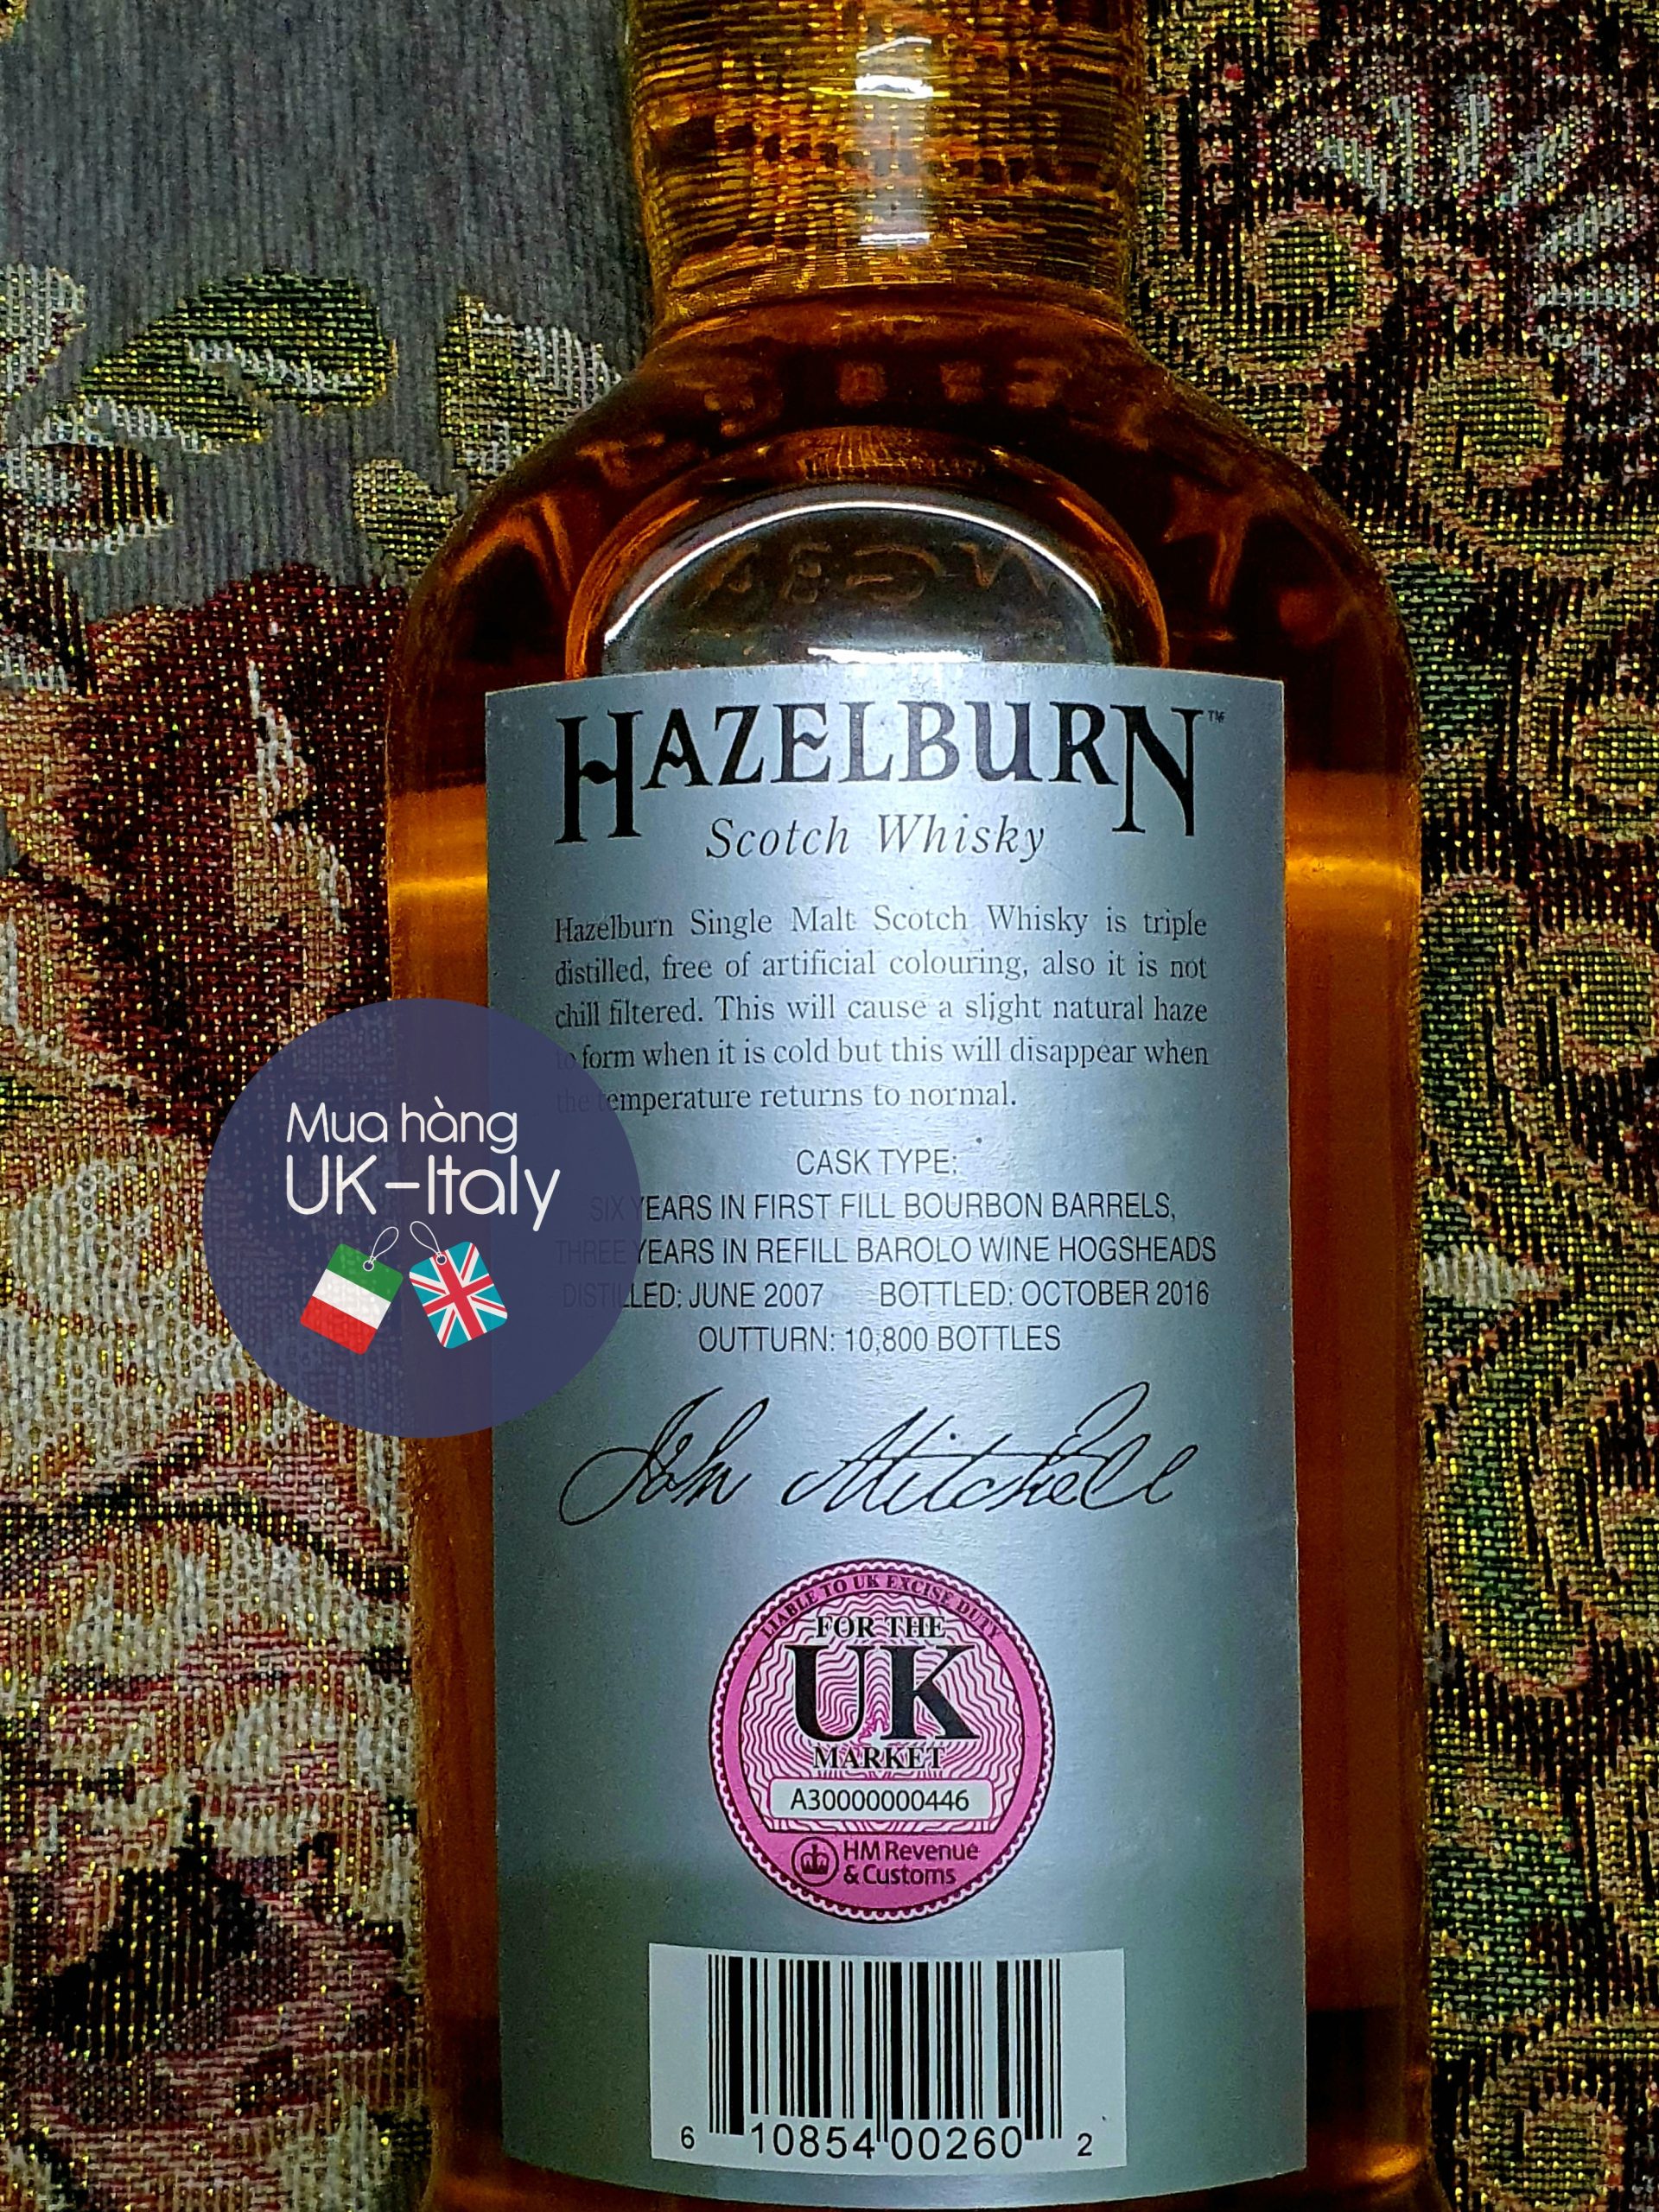 HAZELBURN™
Scotch Whisky
Hazelburn Single Malt Scotch Whisky is triple
distilled, free of artificial colouring, also it is not
chill filtered. This will cause a slight natural haze
to form when it is cold but this will disappear when
the temperature returns to normal.
Mua hàng
UK-Italy
CASK TYPE:
SIX YEARS IN FIRST FILL BOURBON BARRELS,
THREE YEARS IN REFILL BAROLO WINE HOGSHEADS
DISTILLED: JUNE 2007 BOTTLED: OCTOBER 2016
OUTTURN: 10,800 BOTTLES
John Mitchell
LIABLE TO UK EXCISE DUTY
FOR THE
UK
MARKET
A30000000446
HM Revenue
& Customs
6 10854 00260 2